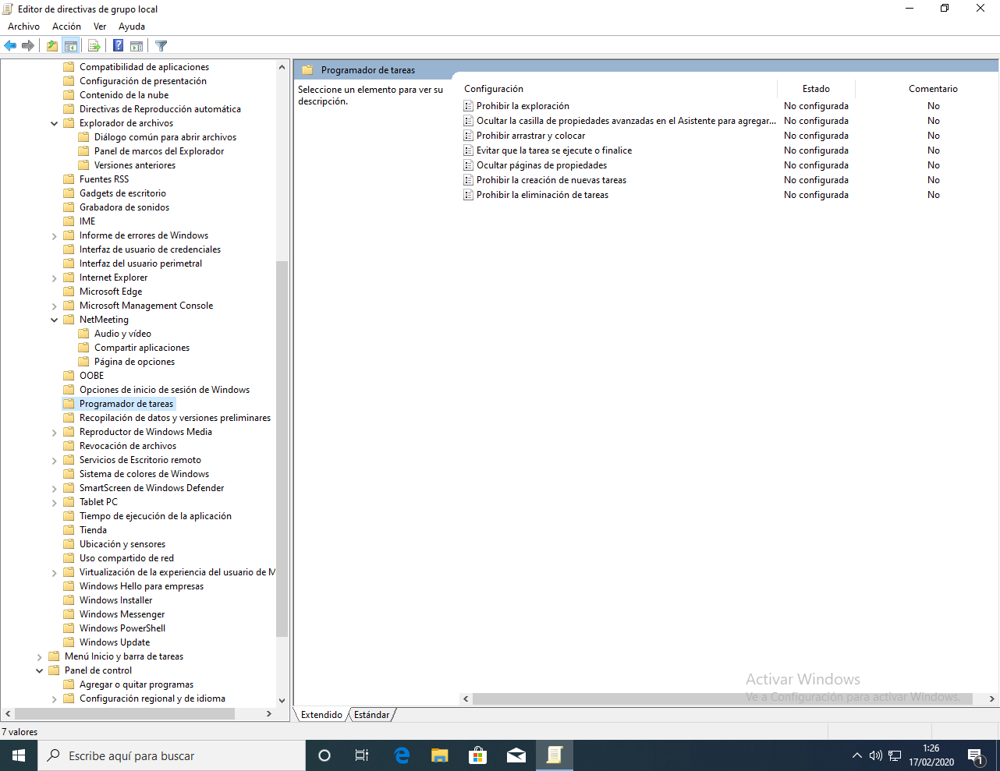 Editor de directivas de grupo local
Archivo Acción Ver Ayuda
Compatibilidad de aplicaciones
Configuración de presentación
Contenido de la nube
Directivas de Reproducción automática
Explorador de archivos
Diálogo común para abrir archivos
Panel de marcos del Explorador
Versiones anteriores
Fuentes RSS
Gadgets de escritorio
Grabadora de sonidos
IME
Informe de errores de Windows
Interfaz de usuario de credenciales
Interfaz del usuario perimetral
Internet Explorer
Microsoft Edge
Microsoft Management Console
NetMeeting
Audio y vídeo
Compartir aplicaciones
Página de opciones
OOBE
Opciones de inicio de sesión de Windows
Programador de tareas
Recopilación de datos y versiones preliminares
Reproductor de Windows Media
Revocación de archivos
Servicios de Escritorio remoto
Sistema de colores de Windows
SmartScreen de Windows Defender
Tablet PC
Tiempo de ejecución de la aplicación
Tienda
Ubicación y sensores
Uso compartido de red
Virtualización de la experiencia del usuario de M
Windows Hello para empresas
Windows Installer
Windows Messenger
Windows PowerShell
Windows Update
Menú Inicio y barra de tareas
Panel de control
Agregar o quitar programas
Configuración regional y de idioma
Programador de tareas
Seleccione un elemento para ver su
descripción.
Configuración Estado Comentario
Prohibir la exploración No configurada No
Ocultar la casilla de propiedades avanzadas en el Asistente para agregar... No configurada No
Prohibir arrastrar y colocar No configurada No
Evitar que la tarea se ejecute o finalice No configurada No
Ocultar páginas de propiedades No configurada No
Prohibir la creación de nuevas tareas No configurada No
Prohibir la eliminación de tareas No configurada No
Activar Windows
Ve a Configuración para activar Windows.
Extendido Estándar
7 valores
Escribe aquí para buscar
1:26
17/02/2020
1